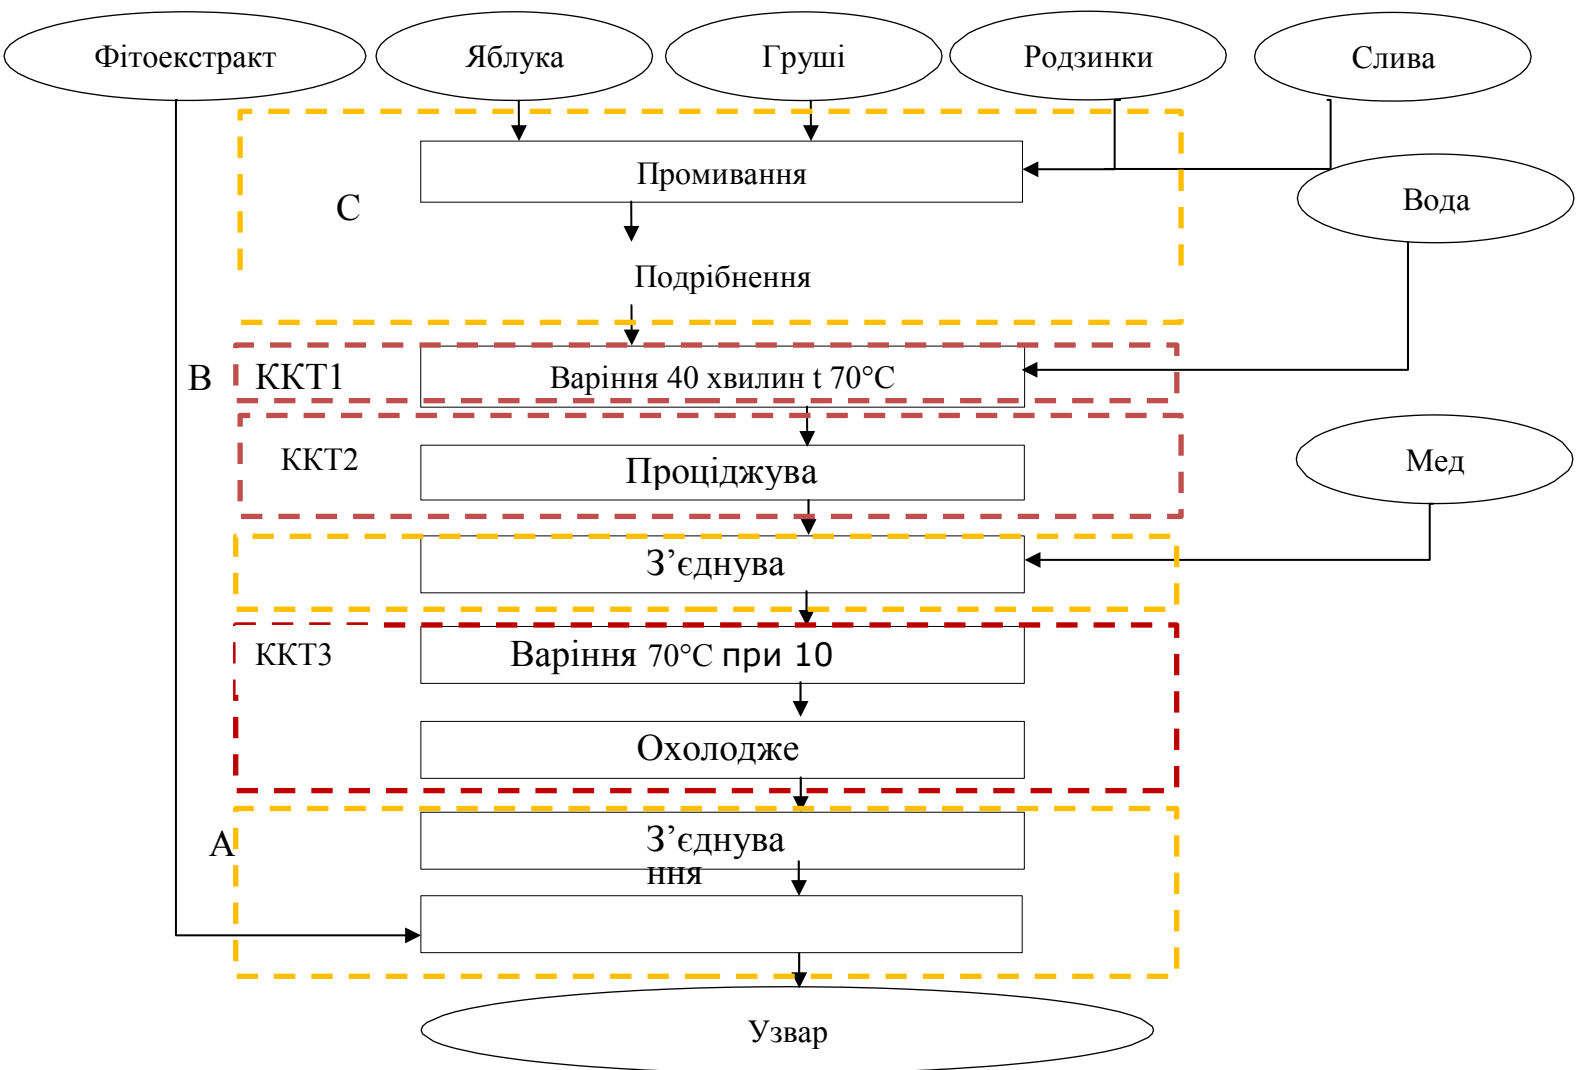 Фітоекстракт
Яблука
Груші
Родзинки
Слива
Промивання
С
Вода
Подрібнення
В
ККТ1
Варіння 40 хвилин t 70°С
ККТ2
Проціджува
Мед
З’єднува
ККТ3
Варіння 70°С при 10
Охолодже
А
З’єднува
ння
Узвар